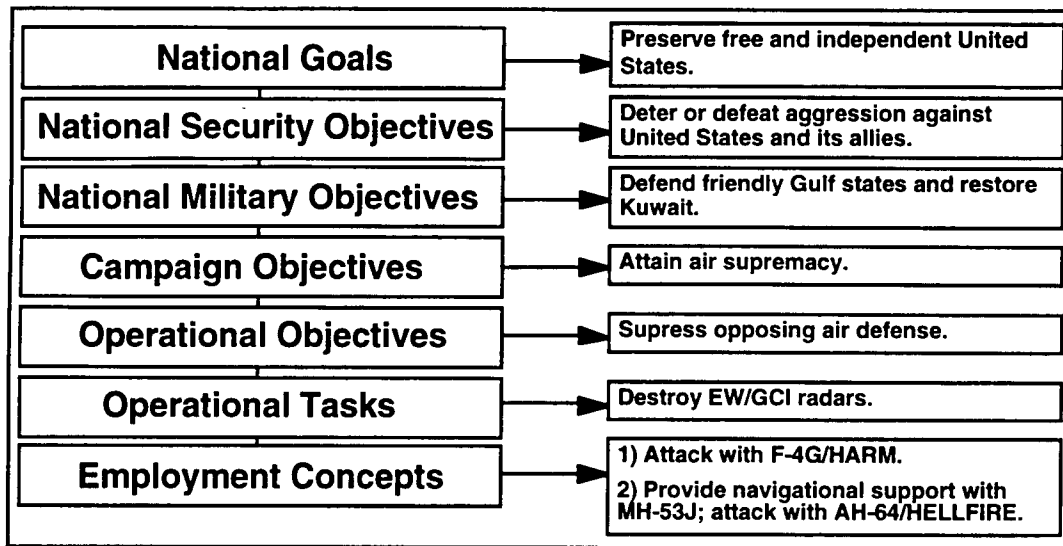 National Goals
Preserve free and independent United
States.
National Security Objectives
Deter or defeat aggression against
United States and its allies.
National Military Objectives
Defend friendly Gulf states and restore
Kuwait.
Campaign Objectives
Attain air supremacy.
Operational Objectives
Supress opposing air defense.
Operational Tasks
Destroy EW/GCI radars.
Employment Concepts
1) Attack with F-4G/HARM.
2) Provide navigational support with
MH-53J; attack with AH-64/HELLFIRE.